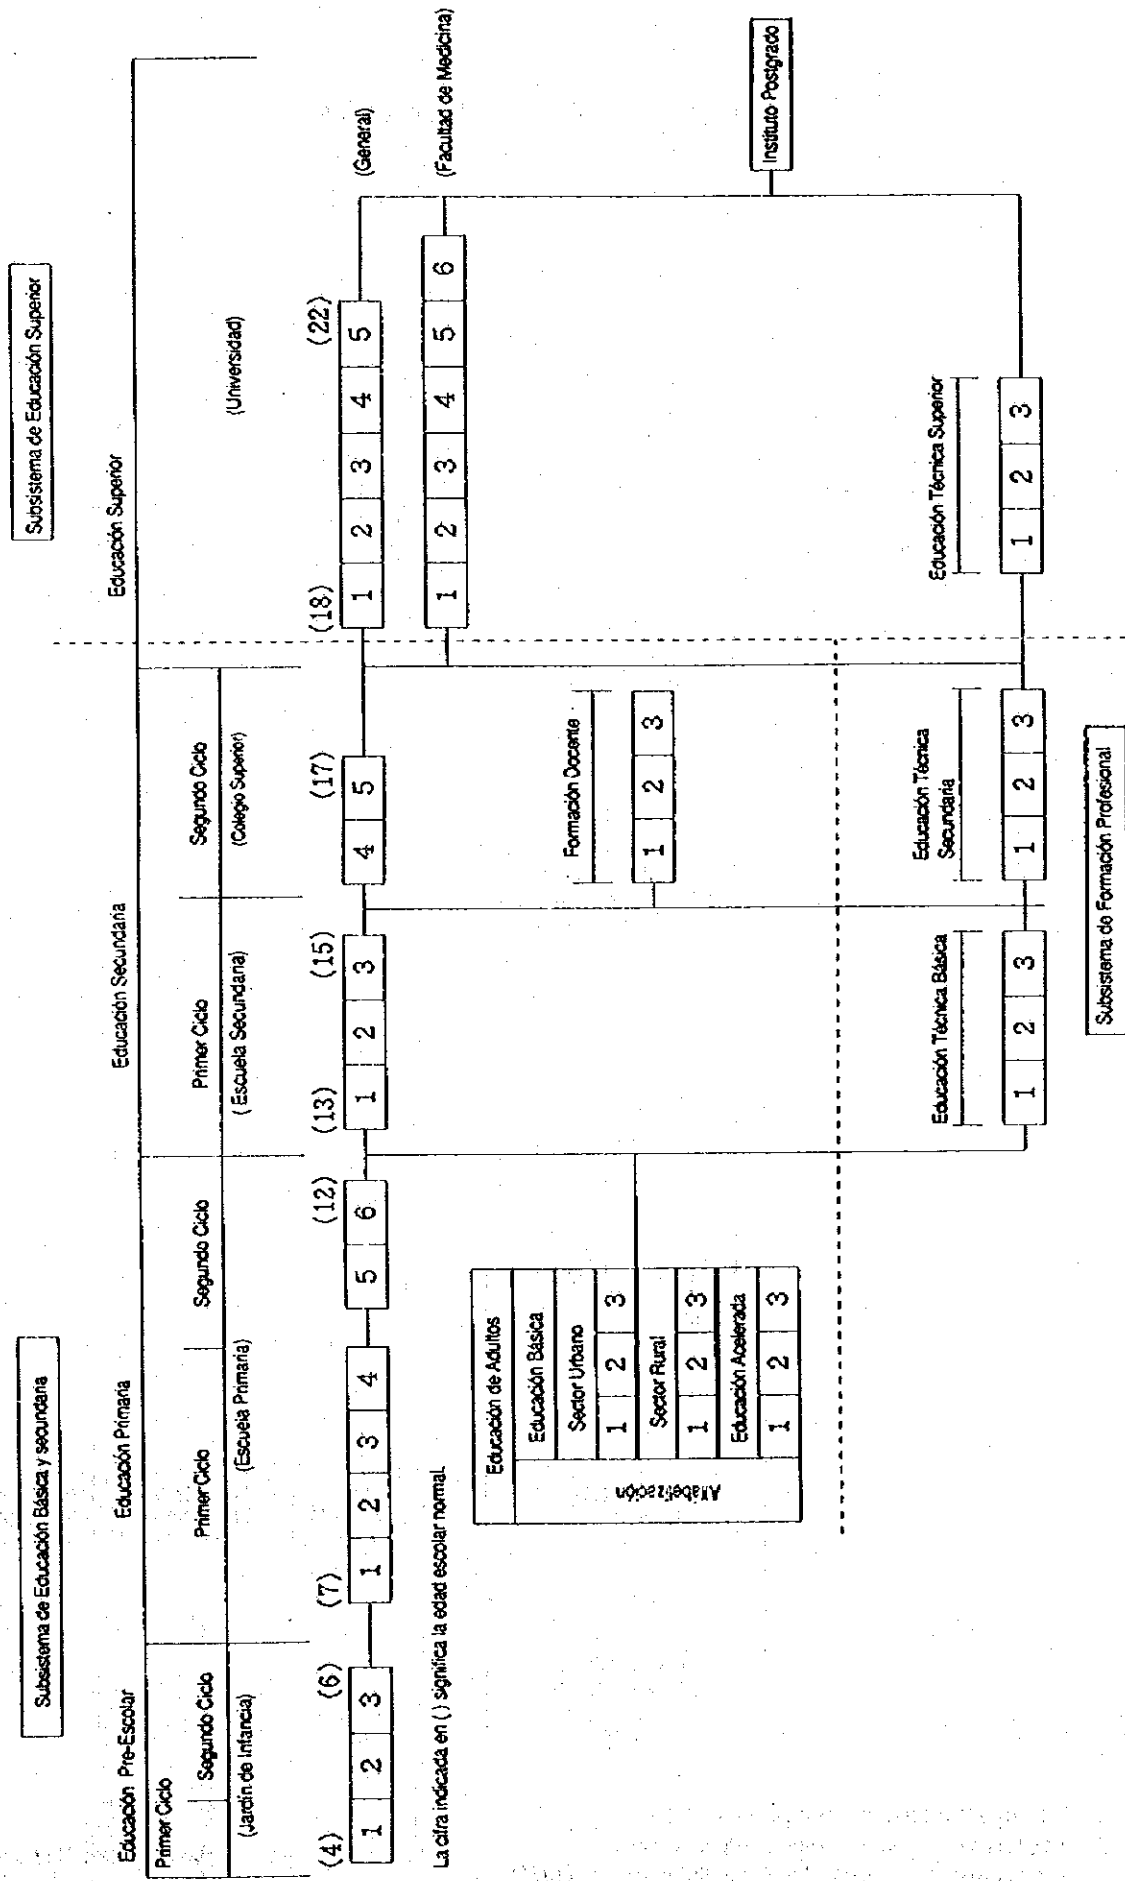 Subsistema de Educación Básica y secundaria
Subsistema de Educación Superior
Educación Pre-Escolar
Educación Primaria
Educación Secundaria
Educación Superior
Primer Ciclo
Segundo Ciclo
Primer Ciclo
Segundo Ciclo
Primer Ciclo
Segundo Ciclo
(Jardín de Infancia)
(Escuela Primaria)
( Escuela Secundaria)
(Colegio Superior)
(Universidad)
(4) (6) (7) (12) (13) (15) (17) (18) (22)
1 2 3 1 2 3 4 5 6 1 2 3 4 5 1 2 3 4 5 (General)
1 2 3 4 5 6 (Facultad de Medicina)
La cifra indicada en ( ) significa la edad escolar normal.
Educación de Adultos
Alfabetización
Educación Básica
Sector Urbano
1 2 3
Sector Rural
1 2 3
Educación Acelerada
1 2 3
Formación Docente
1 2 3
Instituto Postgrado
Educación Técnica Básica
1 2 3
Educación Técnica
Secundaria
1 2 3
Educación Técnica Superior
1 2 3
Subsistema de Formación Profesional